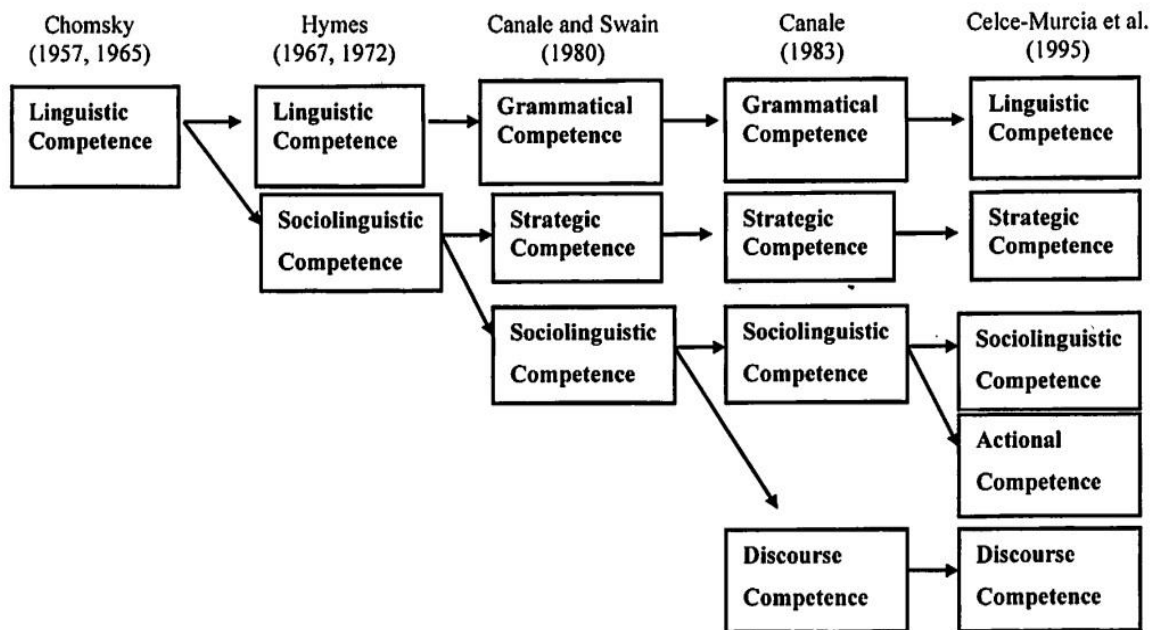 Chomsky
(1957, 1965)
Hymes
(1967, 1972)
Canale and Swain
(1980)
Canale
(1983)
Celce-Murcia et al.
(1995)
Linguistic
Competence
Linguistic
Competence
Grammatical
Competence
Grammatical
Competence
Linguistic
Competence
Sociolinguistic
Competence
Strategic
Competence
Strategic
Competence
Strategic
Competence
Sociolinguistic
Competence
Sociolinguistic
Competence
Sociolinguistic
Competence
Actional
Competence
Discourse
Competence
Discourse
Competence